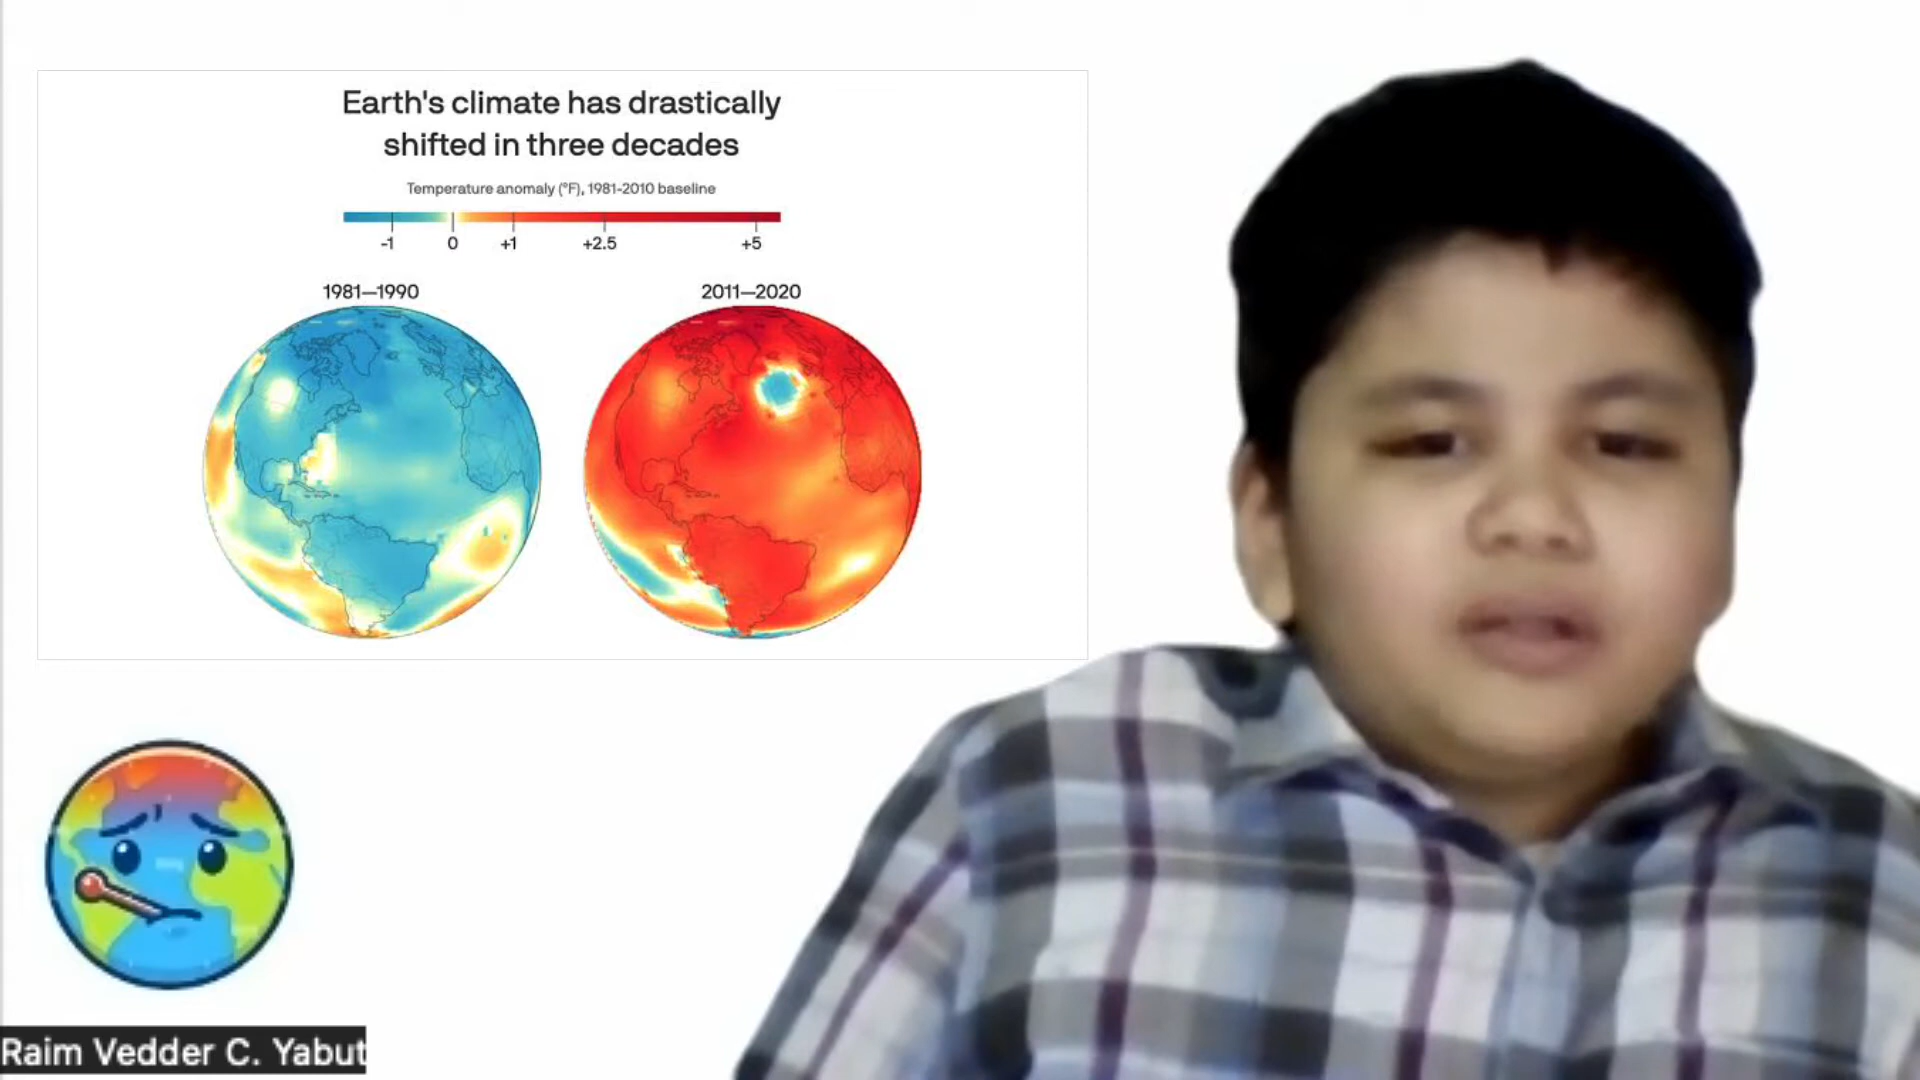 Earth's climate has drastically
shifted in three decades
Temperature anomaly (°F), 1981-2010 baseline
-1 0 +1 +2.5 +5
1981—1990 2011—2020
Raim Vedder C. Yabut